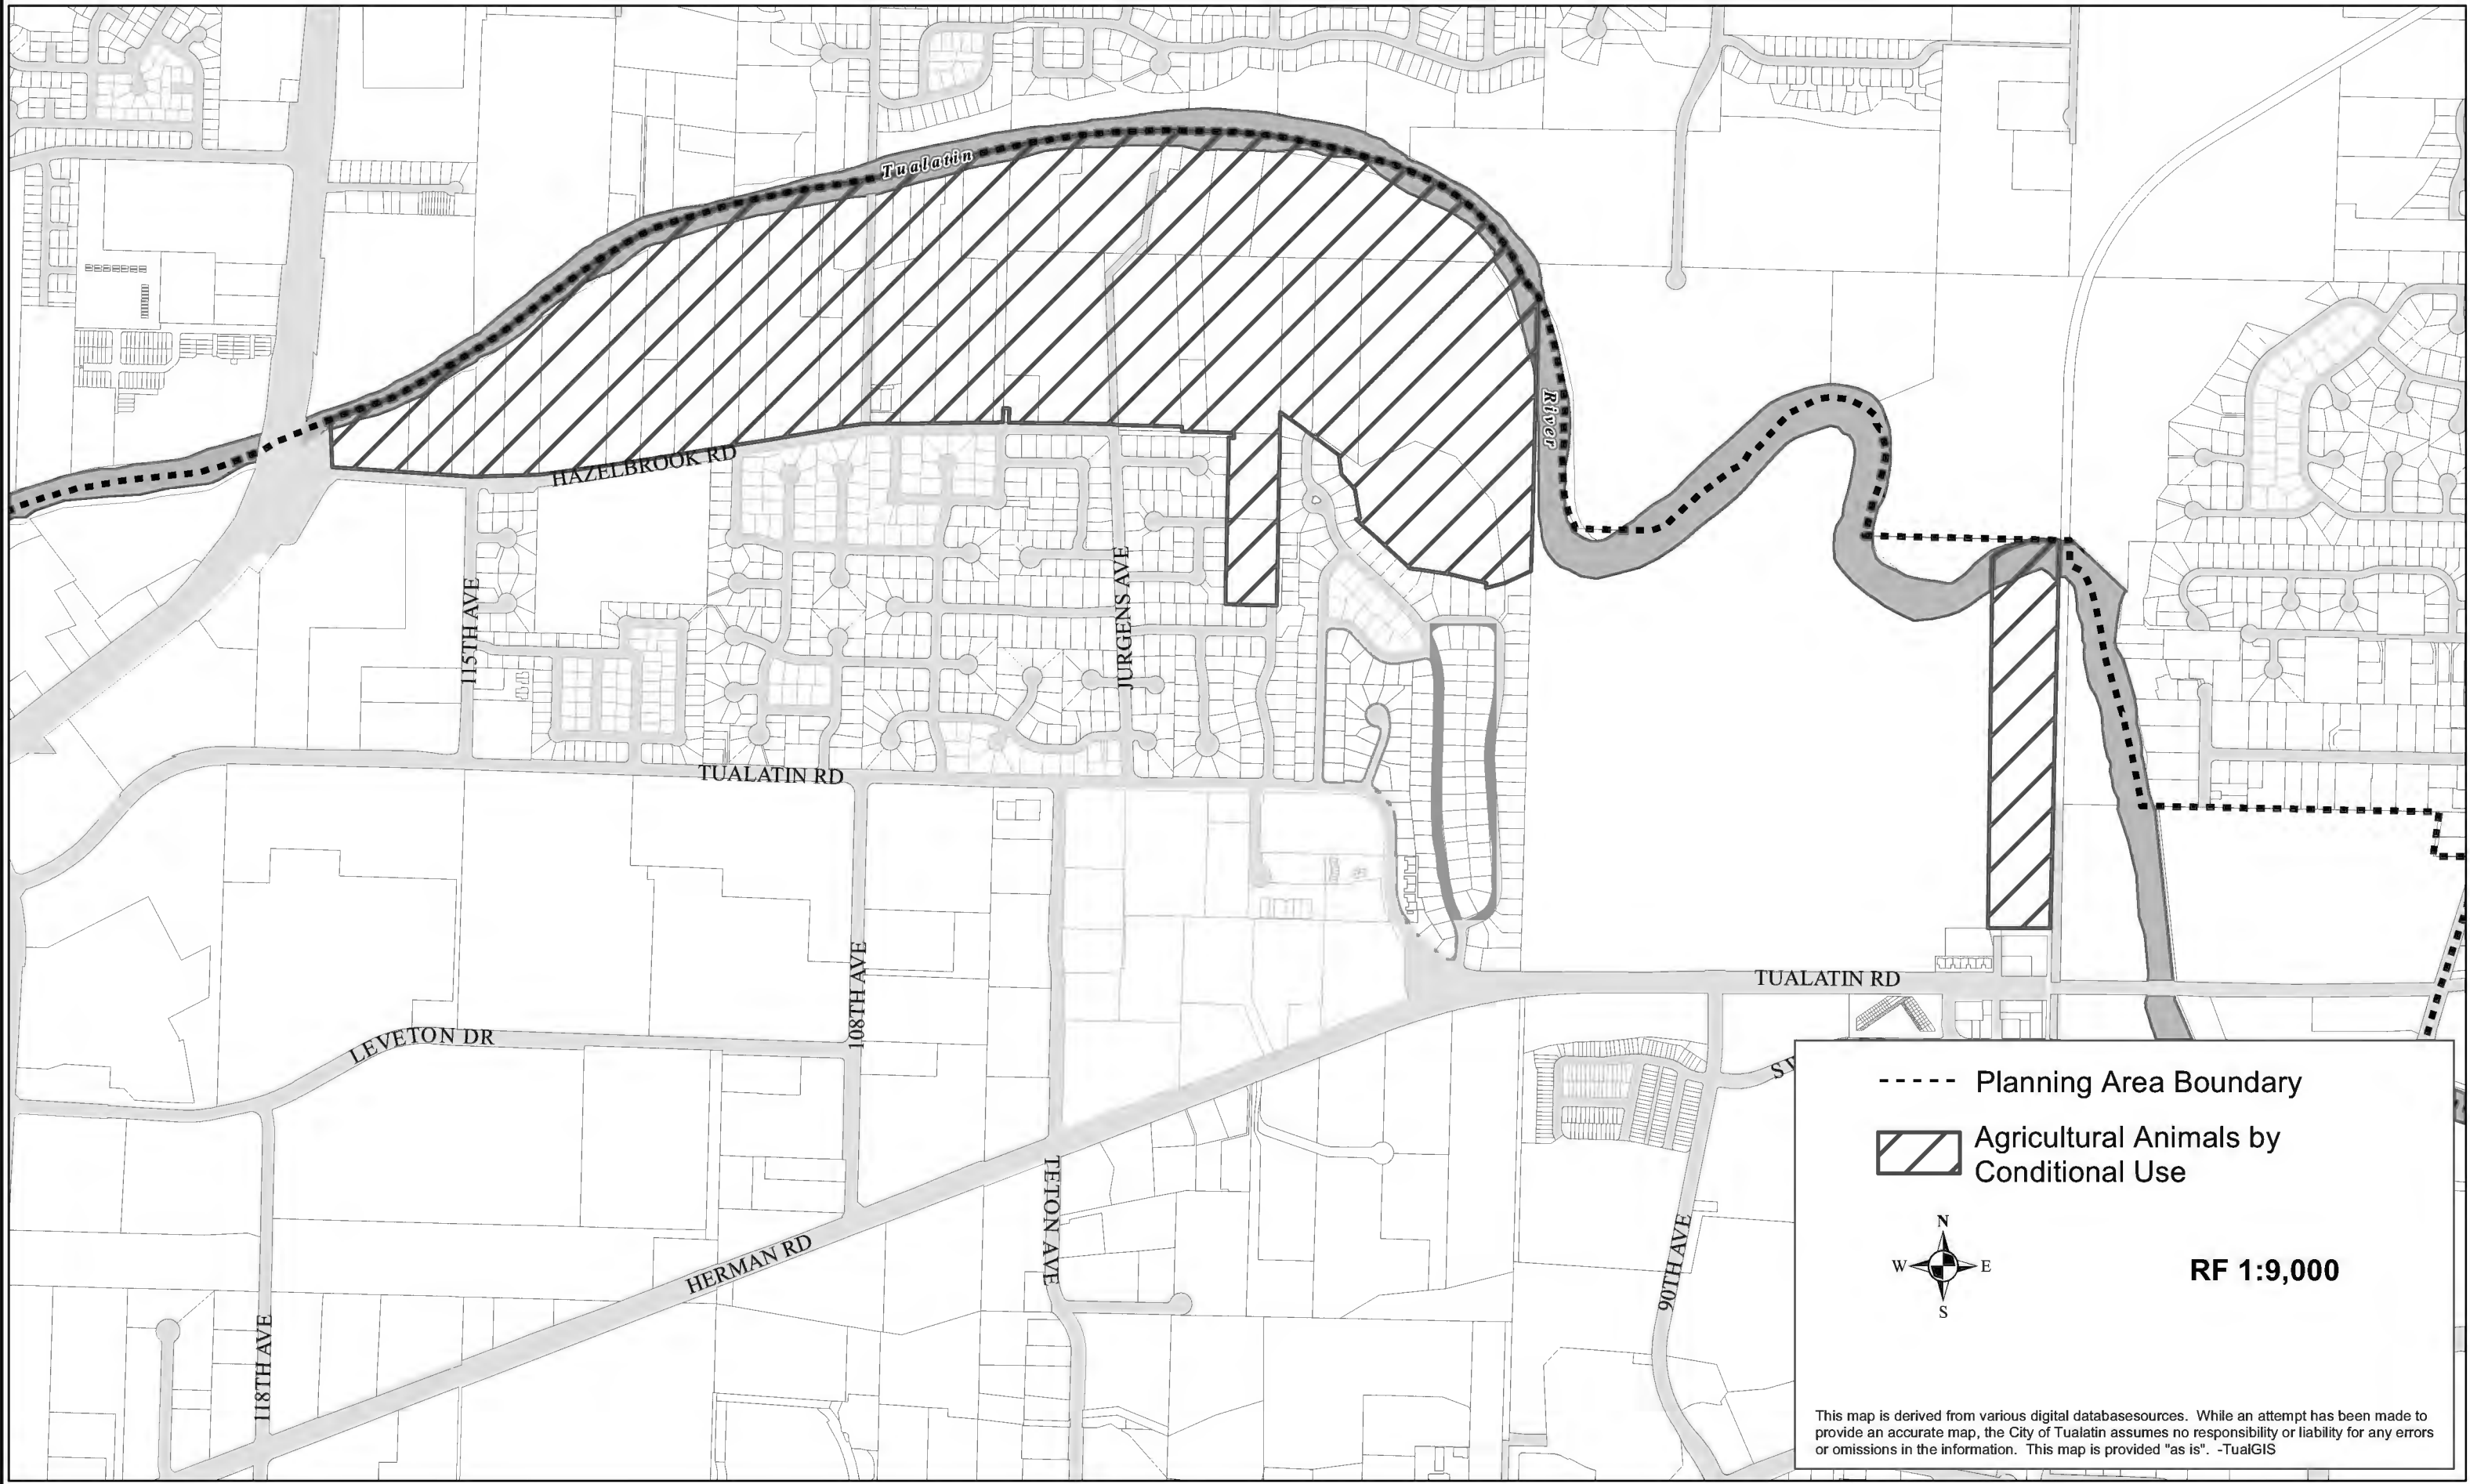 Tualatin
River
HAZELBROOK RD
115TH AVE
JURGENS AVE
TUALATIN RD
TUALATIN RD
108TH AVE
LEVETON DR
TETON AVE
HERMAN RD
118TH AVE
90TH AVE
Planning Area Boundary
Agricultural Animals by
Conditional Use
N
W E
S
RF 1:9,000
This map is derived from various digital databasesources. While an attempt has been made to
provide an accurate map, the City of Tualatin assumes no responsibility or liability for any errors
or omissions in the information. This map is provided "as is". -TualGIS